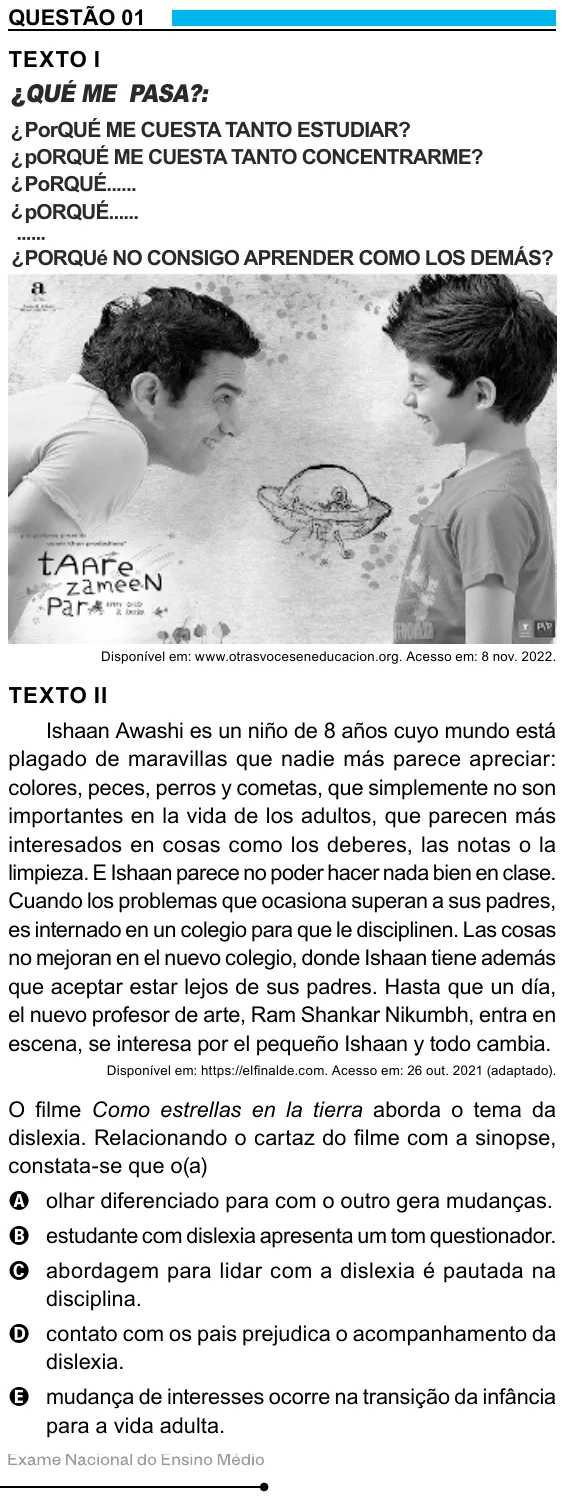 QUESTÃO 01
TEXTO I
¿QUÉ ME PASA?:
¿PorQUÉ ME CUESTA TANTO ESTUDIAR?
¿pORQUÉ ME CUESTA TANTO CONCENTRARME?
¿PoRQUÉ......
¿pORQUÉ......
......
¿PORQUé NO CONSIGO APRENDER COMO LOS DEMÁS?
a
tAAre
zameeN
Par
PVR
Disponível em: www.otrasvoceseneducacion.org. Acesso em: 8 nov. 2022.
TEXTO II
Ishaan Awashi es un niño de 8 años cuyo mundo está
plagado de maravillas que nadie más parece apreciar:
colores, peces, perros y cometas, que simplemente no son
importantes en la vida de los adultos, que parecen más
interesados en cosas como los deberes, las notas o la
limpieza. E Ishaan parece no poder hacer nada bien en clase.
Cuando los problemas que ocasiona superan a sus padres,
es internado en un colegio para que le disciplinen. Las cosas
no mejoran en el nuevo colegio, donde Ishaan tiene además
que aceptar estar lejos de sus padres. Hasta que un día,
el nuevo profesor de arte, Ram Shankar Nikumbh, entra en
escena, se interesa por el pequeño Ishaan y todo cambia.
Disponível em: https://elfinalde.com. Acesso em: 26 out. 2021 (adaptado).
O filme Como estrellas en la tierra aborda o tema da
dislexia. Relacionando o cartaz do filme com a sinopse,
constata-se que o(a)
A olhar diferenciado para com o outro gera mudanças.
B estudante com dislexia apresenta um tom questionador.
C abordagem para lidar com a dislexia é pautada na
disciplina.
D contato com os pais prejudica o acompanhamento da
dislexia.
E mudança de interesses ocorre na transição da infância
para a vida adulta.
Exame Nacional do Ensino Médio